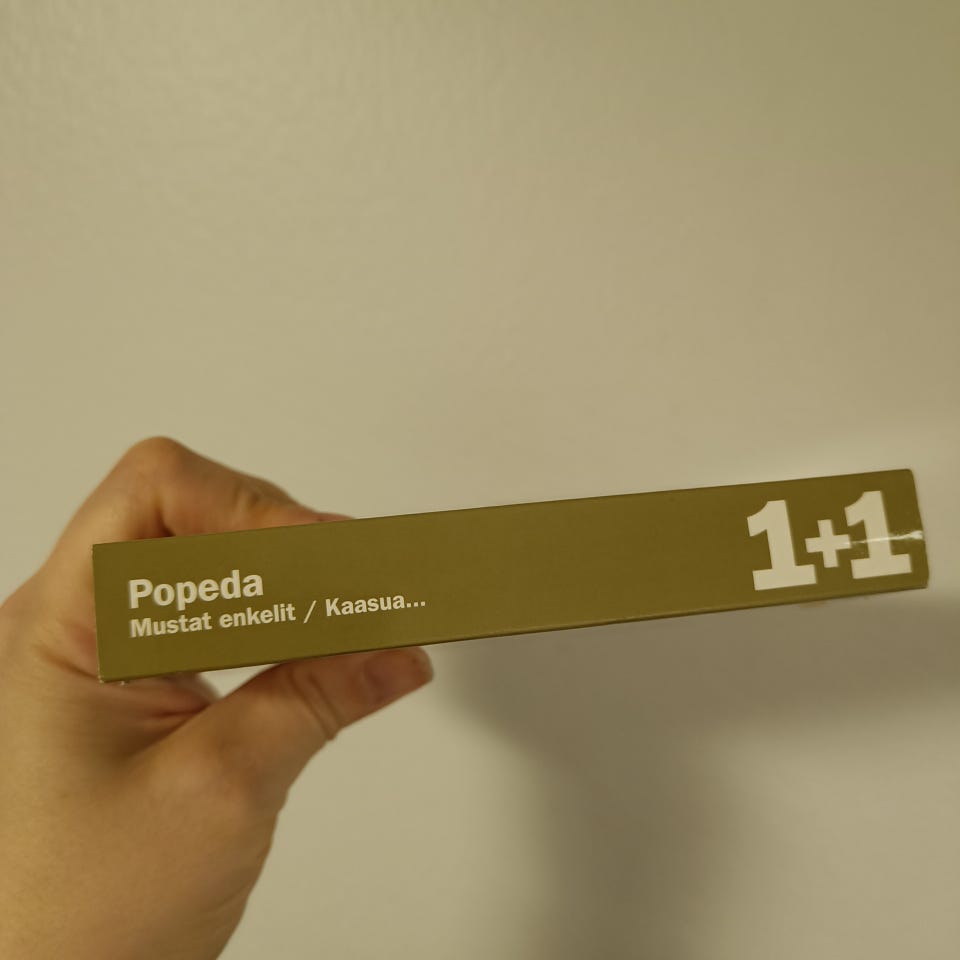 Popeda
Mustat enkelit / Kaasua...
1+1